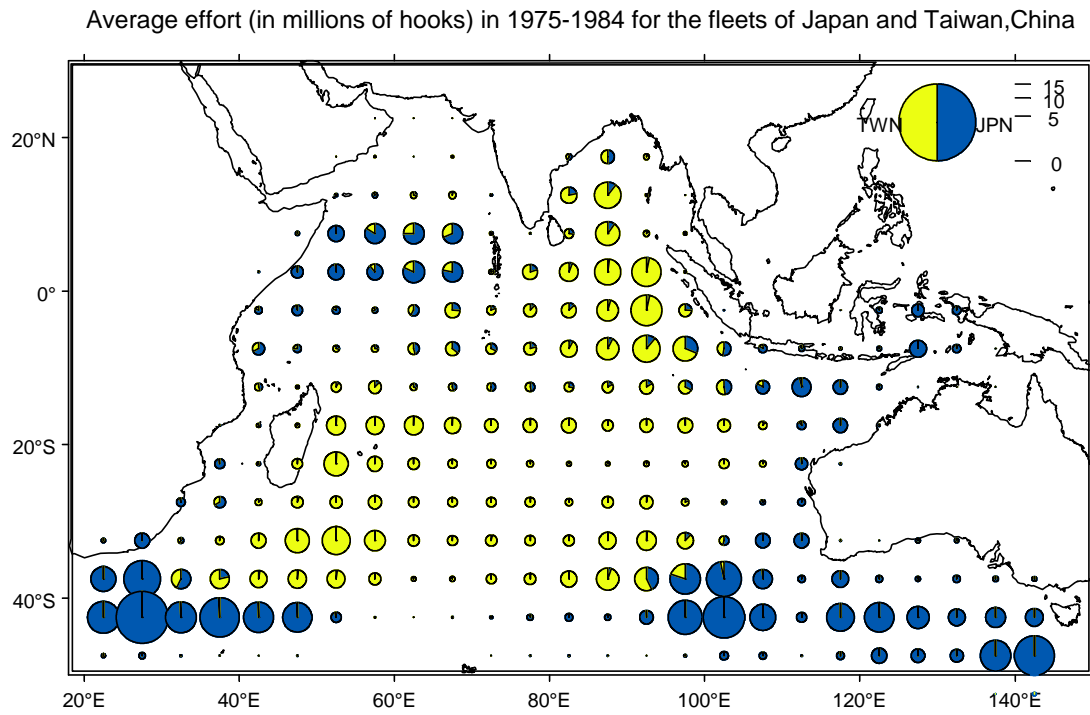 Average effort (in millions of hooks) in 1975-1984 for the fleets of Japan and Taiwan,China
15
10
5
0
TWN
JPN
20°N
0°
20°S
40°S
20°E
40°E
60°E
80°E
100°E
120°E
140°E